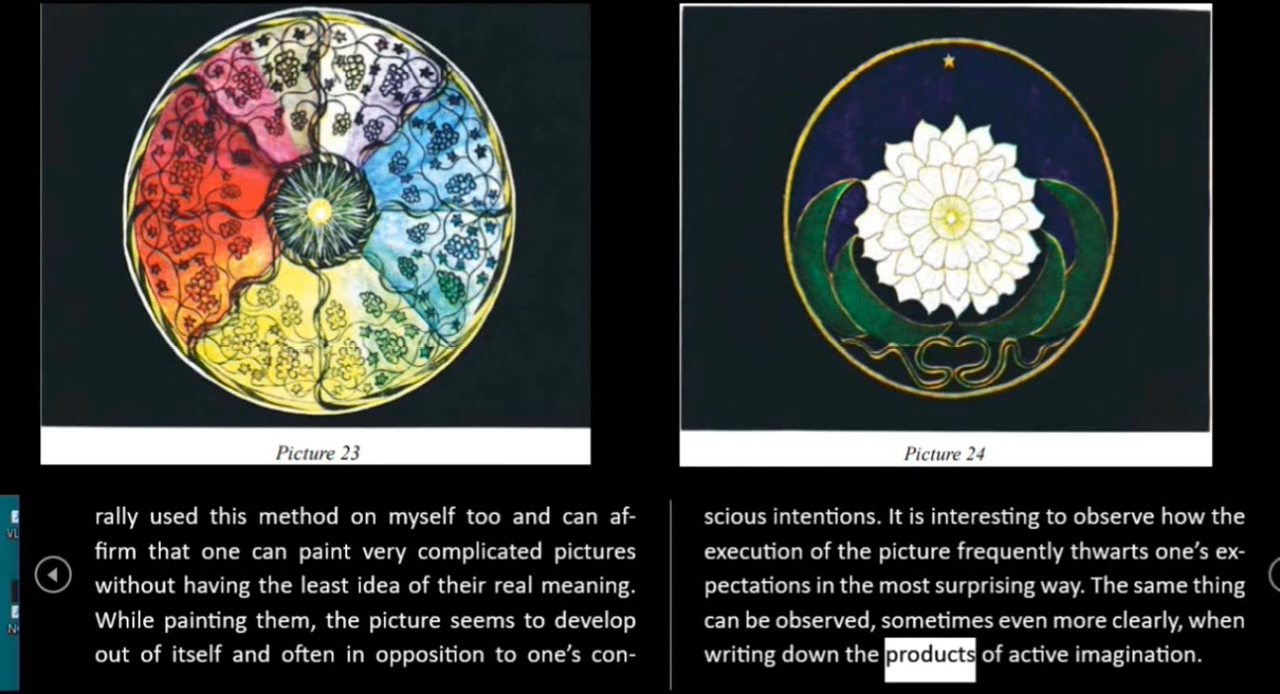 Picture 23
Picture 24
rally used this method on myself too and can af-
firm that one can paint very complicated pictures
without having the least idea of their real meaning.
While painting them, the picture seems to develop
out of itself and often in opposition to one’s con-
scious intentions. It is interesting to observe how the
execution of the picture frequently thwarts one’s ex-
pectations in the most surprising way. The same thing
can be observed, sometimes even more clearly, when
writing down the products of active imagination.
VL